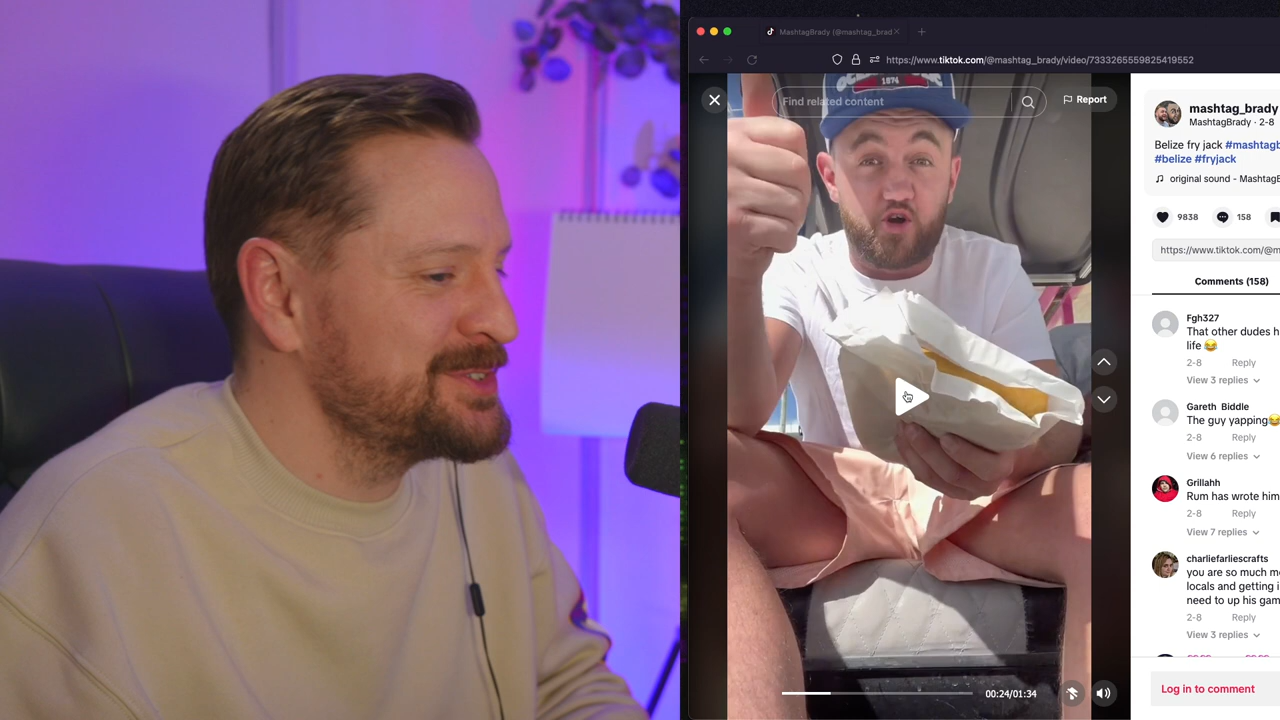 MashtagBrady (@mashtag_brad
https://www.tiktok.com/@mashtag_brady/video/7333265559825419552
1874
Find related content
Report
mashtag_brady
MashtagBrady · 2-8
Belize fry jack #mashtagb
#belize #fryjack
original sound - MashtagB
9838
158
https://www.tiktok.com/@m
Comments (158)
Fgh327
That other dudes h
life 😂
2-8 Reply
View 3 replies
Gareth Biddle
The guy yapping😂
2-8 Reply
View 6 replies
Grillahh
Rum has wrote him
2-8 Reply
View 7 replies
charliefarliescrafts
you are so much mo
locals and getting i
need to up his gam
2-8 Reply
View 3 replies
00:24/01:34
Log in to comment